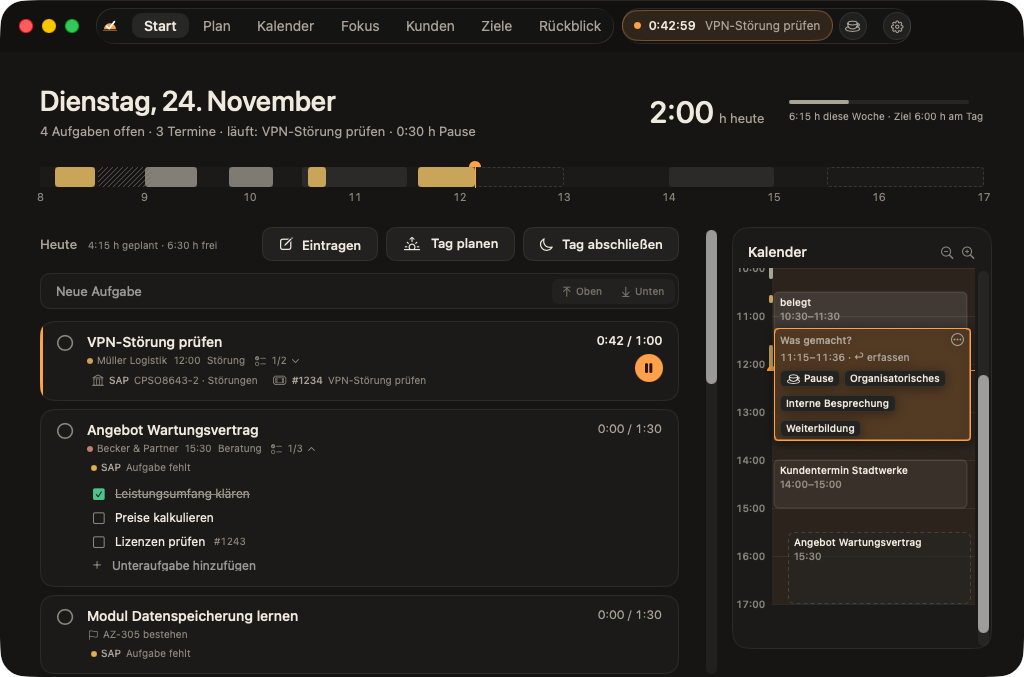 Start Plan Kalender Fokus Kunden Ziele Rückblick 0:42:59 VPN-Störung prüfen
Dienstag, 24. November
4 Aufgaben offen · 3 Termine · läuft: VPN-Störung prüfen · 0:30 h Pause
2:00 h heute
6:15 h diese Woche · Ziel 6:00 h am Tag
8 9 10 11 12 13 14 15 16 17
Heute 4:15 h geplant · 6:30 h frei
Eintragen
Tag planen
Tag abschließen
Neue Aufgabe
Oben
Unten
VPN-Störung prüfen 0:42 / 1:00
Müller Logistik 12:00 Störung 1/2
SAP CPSO8643-2 · Störungen #1234 VPN-Störung prüfen
Angebot Wartungsvertrag 0:00 / 1:30
Becker & Partner 15:30 Beratung 1/3
SAP Aufgabe fehlt
Leistungsumfang klären
Preise kalkulieren
Lizenzen prüfen #1243
+ Unteraufgabe hinzufügen
Modul Datenspeicherung lernen 0:00 / 1:30
AZ-305 bestehen
SAP Aufgabe fehlt
Kalender
10:00
belegt
10:30–11:30
11:00
Was gemacht?
11:15–11:36 · ↩ erfassen
12:00
Pause
Organisatorisches
Interne Besprechung
13:00
Weiterbildung
14:00
Kundentermin Stadtwerke
14:00–15:00
15:00
Angebot Wartungsvertrag
15:30
16:00
17:00